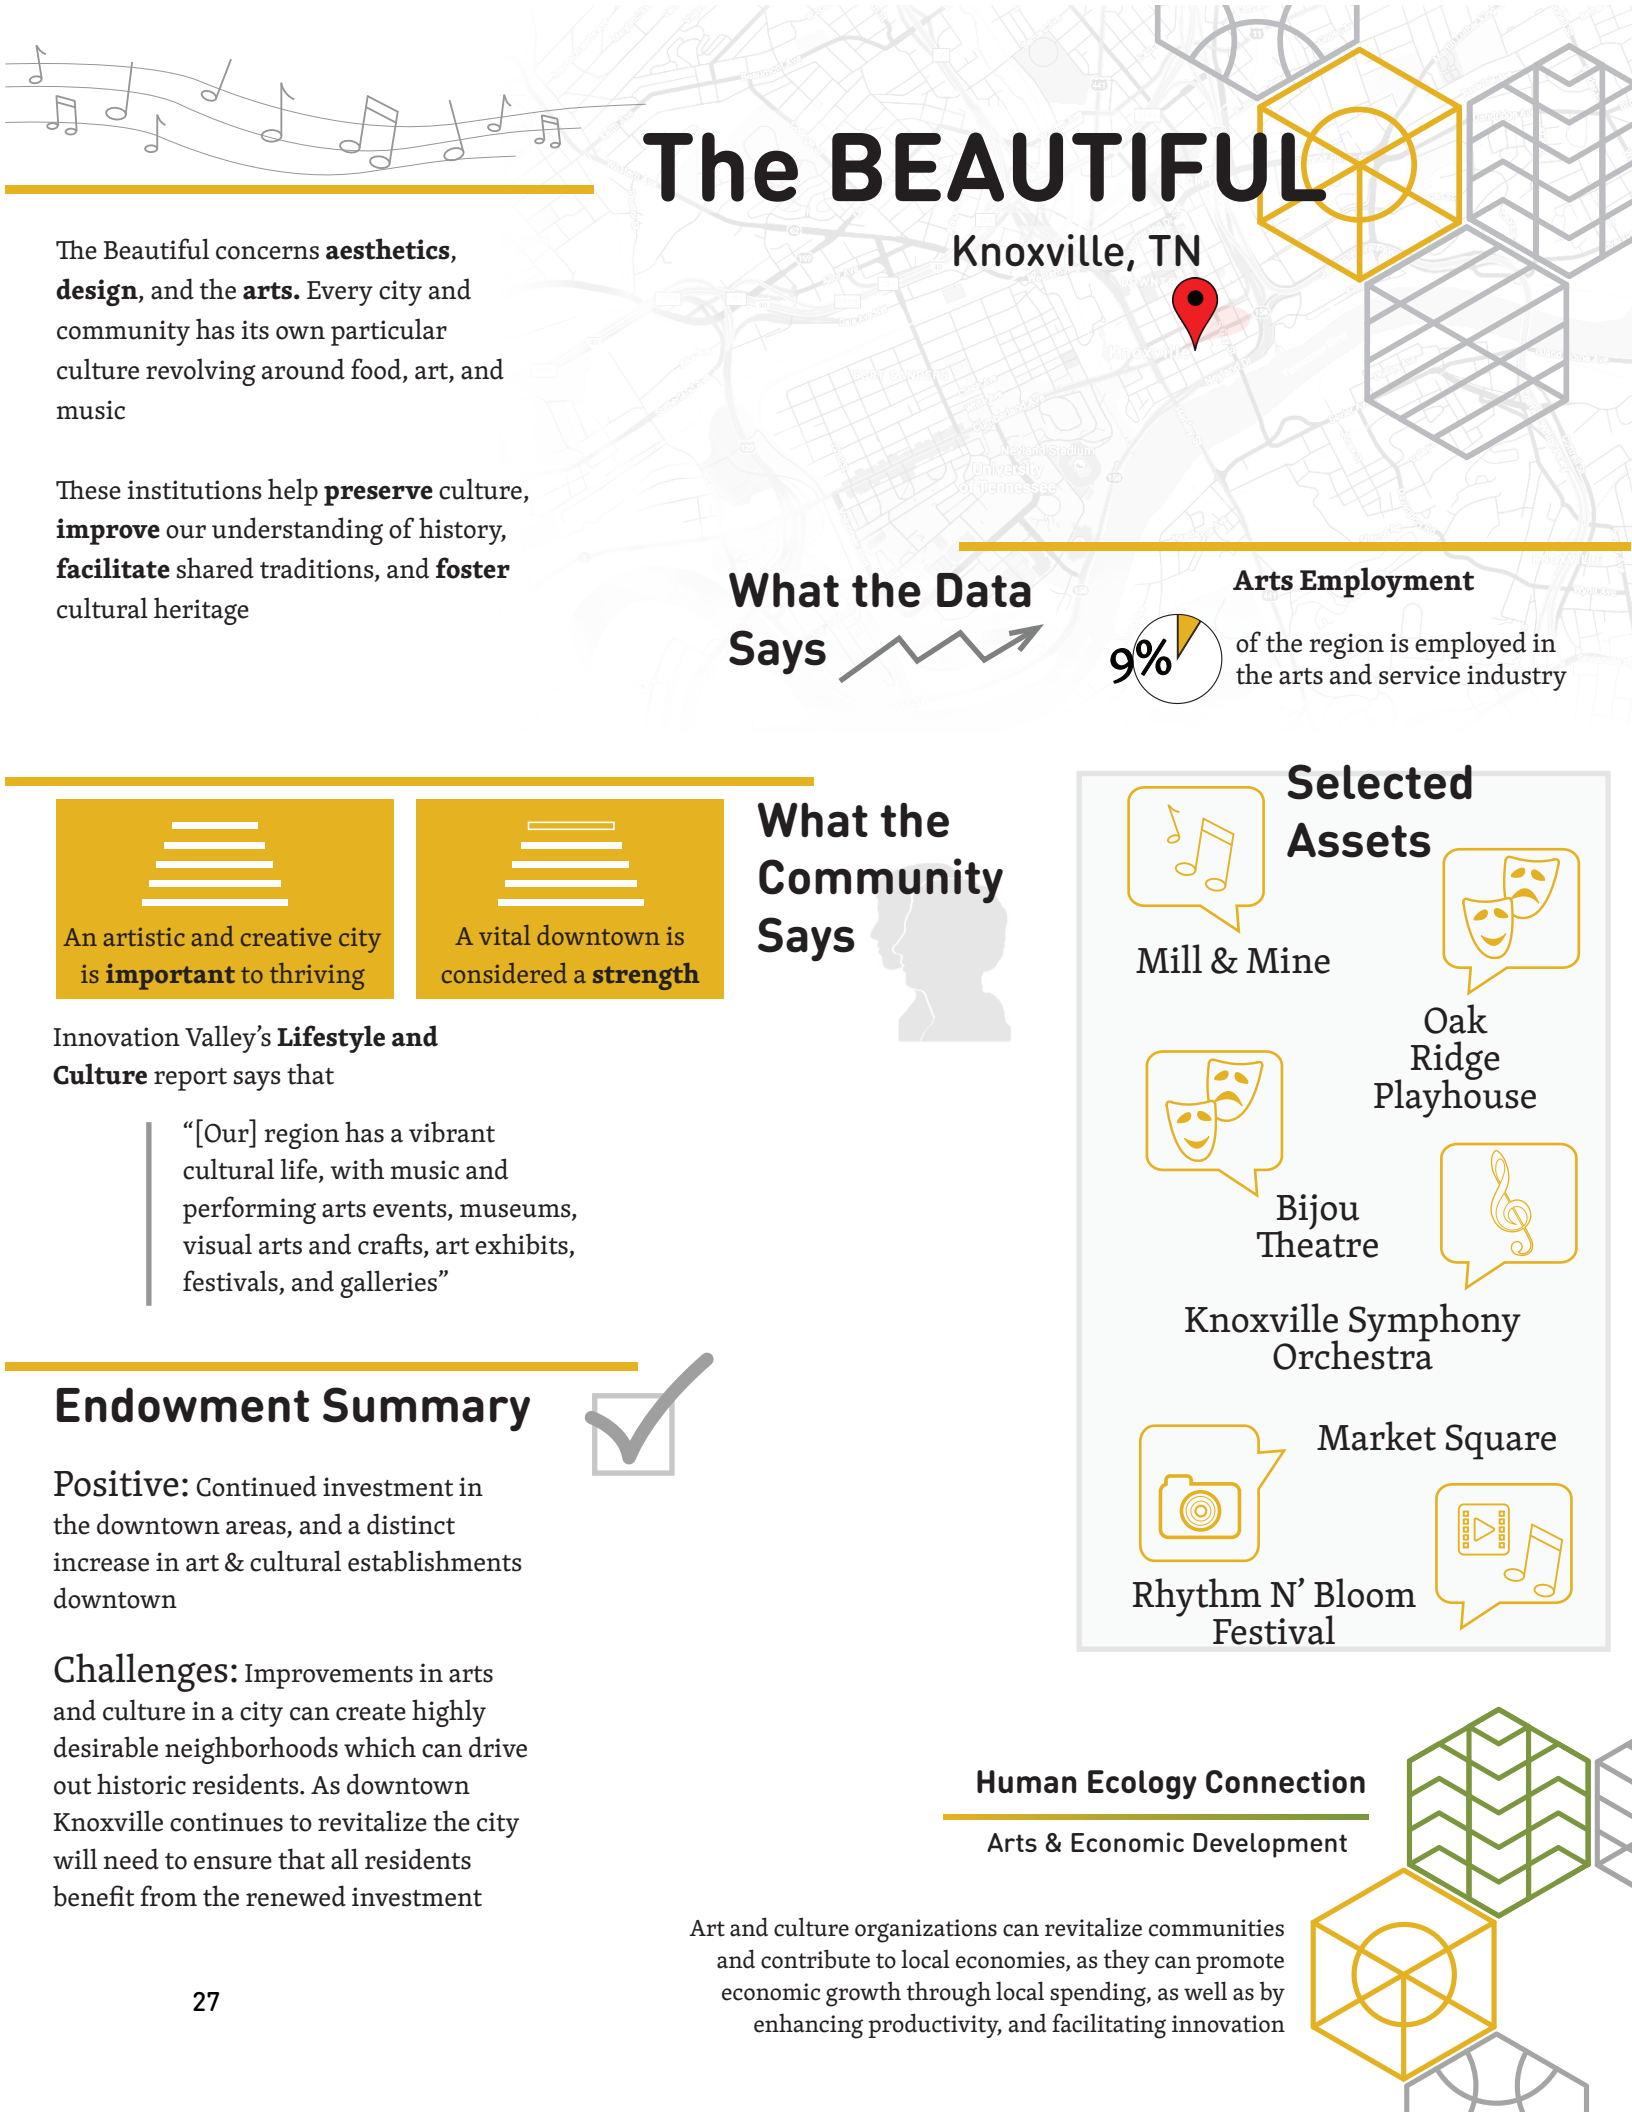 The BEAUTIFUL
Knoxville, TN
The Beautiful concerns aesthetics,
design, and the arts. Every city and
community has its own particular
culture revolving around food, art, and
music
These institutions help preserve culture,
improve our understanding of history,
facilitate shared traditions, and foster
cultural heritage
Knoxville
Neyland Stadium
University
of Tennessee
What the Data
Says
Arts Employment
9%
of the region is employed in
the arts and service industry
An artistic and creative city
is important to thriving
A vital downtown is
considered a strength
What the
Community
Says
Innovation Valley’s Lifestyle and
Culture report says that
“[Our] region has a vibrant
cultural life, with music and
performing arts events, museums,
visual arts and crafts, art exhibits,
festivals, and galleries”
Selected
Assets
Mill & Mine
Oak
Ridge
Playhouse
Bijou
Theatre
Knoxville Symphony
Orchestra
Market Square
Rhythm N’ Bloom
Festival
Endowment Summary
Positive: Continued investment in
the downtown areas, and a distinct
increase in art & cultural establishments
downtown
Challenges: Improvements in arts
and culture in a city can create highly
desirable neighborhoods which can drive
out historic residents. As downtown
Knoxville continues to revitalize the city
will need to ensure that all residents
benefit from the renewed investment
Human Ecology Connection
Arts & Economic Development
Art and culture organizations can revitalize communities
and contribute to local economies, as they can promote
economic growth through local spending, as well as by
enhancing productivity, and facilitating innovation
27